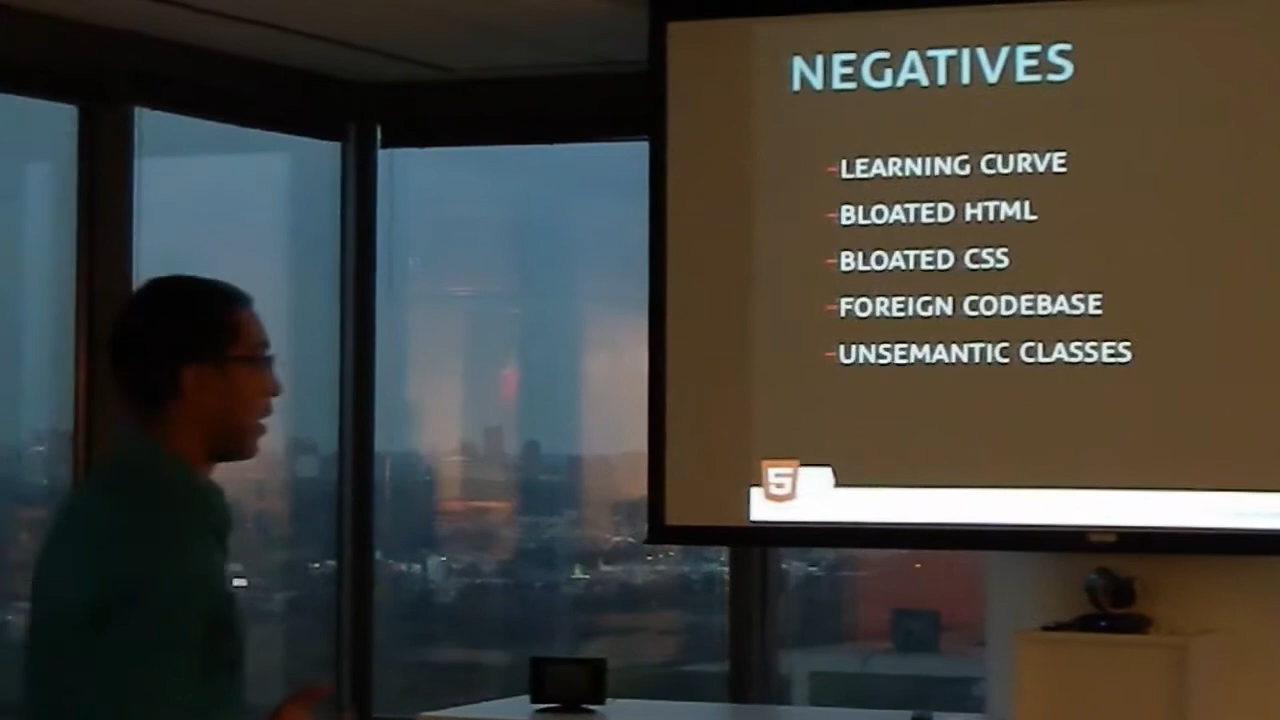 NEGATIVES
-LEARNING CURVE
-BLOATED HTML
-BLOATED CSS
-FOREIGN CODEBASE
-UNSEMANTIC CLASSES
5